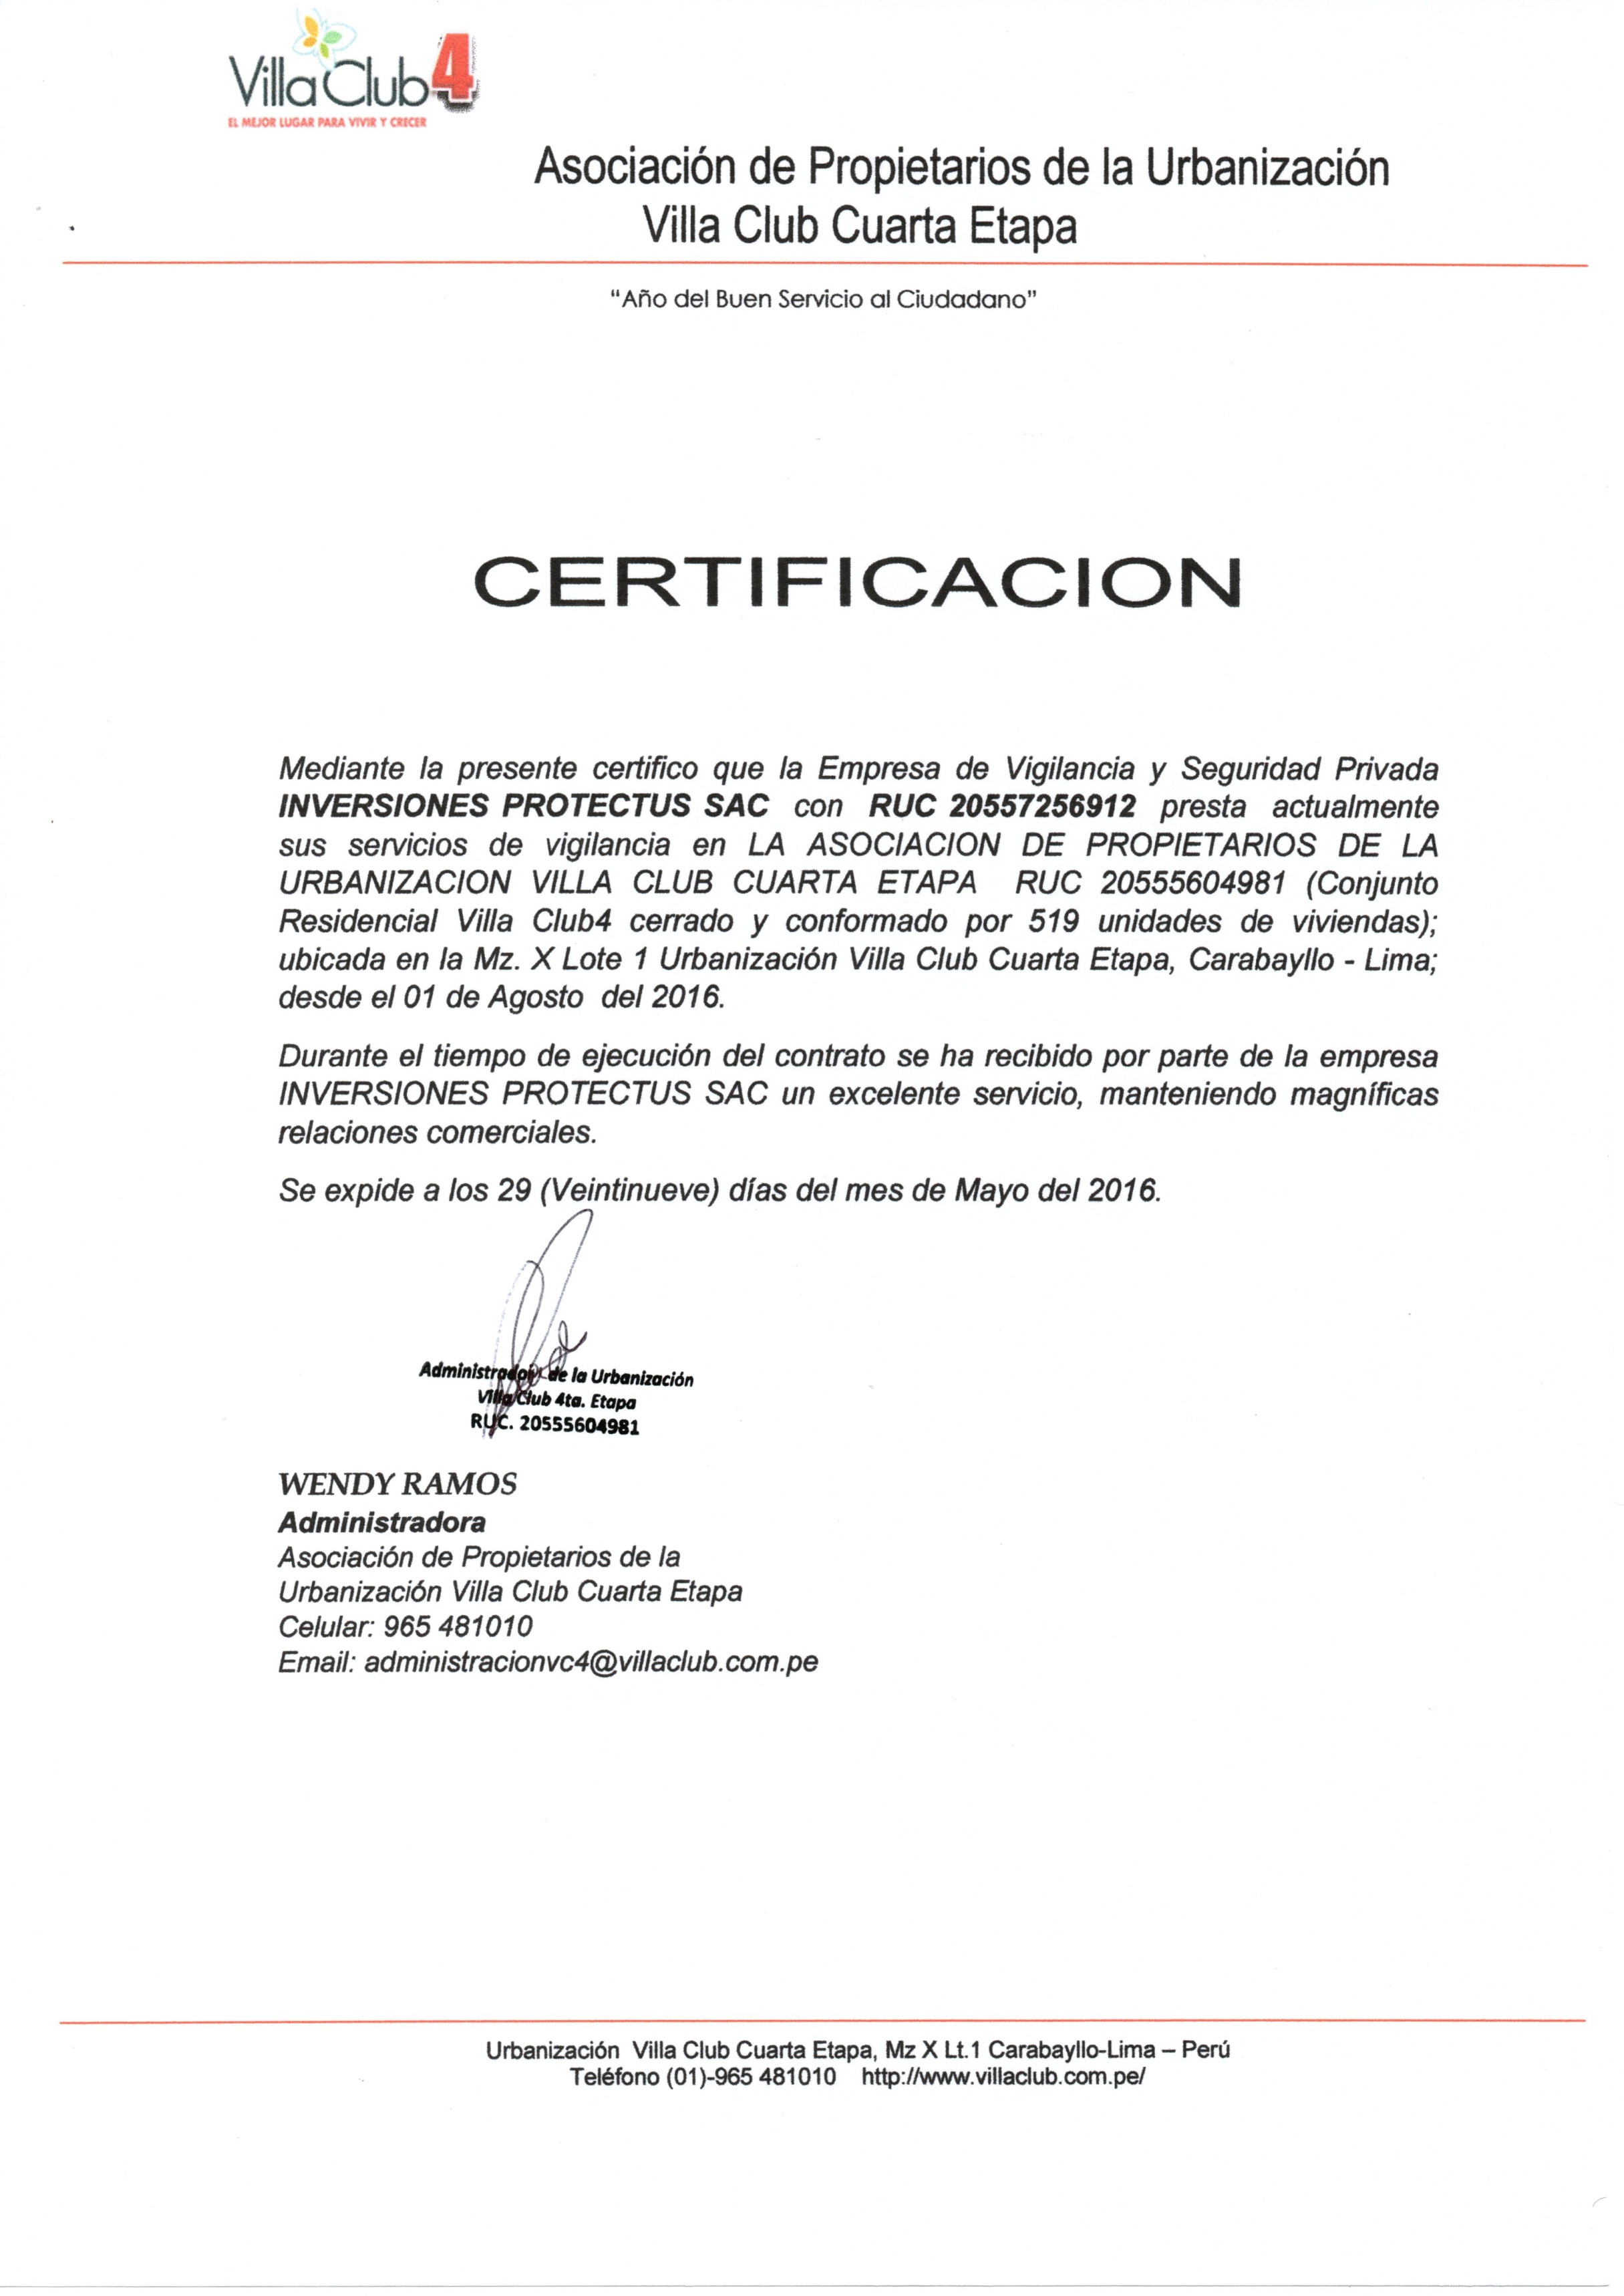 Villa Club 4
EL MEJOR LUGAR PARA VIVIR Y CRECER
Asociación de Propietarios de la Urbanización
Villa Club Cuarta Etapa
"Año del Buen Servicio al Ciudadano"
CERTIFICACION
Mediante la presente certifico que la Empresa de Vigilancia y Seguridad Privada
INVERSIONES PROTECTUS SAC con RUC 20557256912 presta actualmente
sus servicios de vigilancia en LA ASOCIACION DE PROPIETARIOS DE LA
URBANIZACION VILLA CLUB CUARTA ETAPA RUC 20555604981 (Conjunto
Residencial Villa Club4 cerrado y conformado por 519 unidades de viviendas);
ubicada en la Mz. X Lote 1 Urbanización Villa Club Cuarta Etapa, Carabayllo - Lima;
desde el 01 de Agosto del 2016.
Durante el tiempo de ejecución del contrato se ha recibido por parte de la empresa
INVERSIONES PROTECTUS SAC un excelente servicio, manteniendo magníficas
relaciones comerciales.
Se expide a los 29 (Veintinueve) días del mes de Mayo del 2016.
de la Urbanización
Villa Club 4ta. Etapa
RUC. 20555604981
WENDY RAMOS
Administradora
Asociación de Propietarios de la
Urbanización Villa Club Cuarta Etapa
Celular: 965 481010
Email: administracionvc4@villaclub.com.pe
Urbanización Villa Club Cuarta Etapa, Mz X Lt.1 Carabayllo-Lima – Perú
Teléfono (01)-965 481010 http://www.villaclub.com.pe/